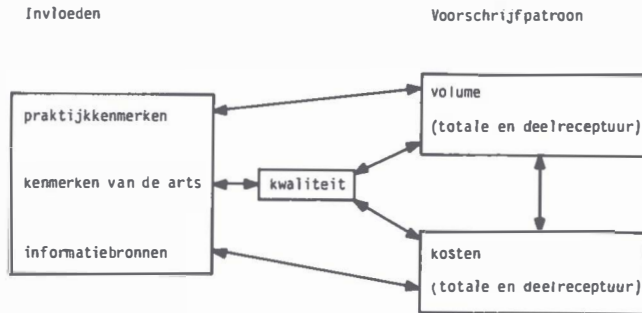 Invloeden
Voorschrijfpatroon
praktijkkenmerken
kenmerken van de arts
informatiebronnen
kwaliteit
volume
(totale en deelreceptuur)
kosten
(totale en deelreceptuur)